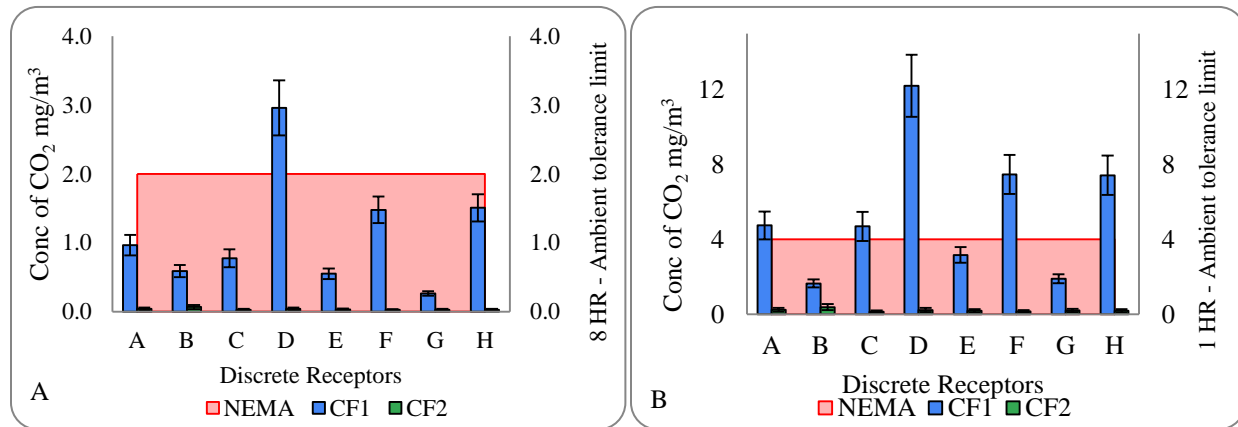 4.0
3.0
2.0
1.0
0.0
Conc of CO2 mg/m3
4.0
3.0
2.0
1.0
0.0
8 HR - Ambient tolerance limit
A B C D E F G H
Discrete Receptors
A
NEMA CF1 CF2
12
8
4
0
Conc of CO2 mg/m3
12
8
4
0
1 HR - Ambient tolerance limit
A B C D E F G H
Discrete Receptors
B
NEMA CF1 CF2